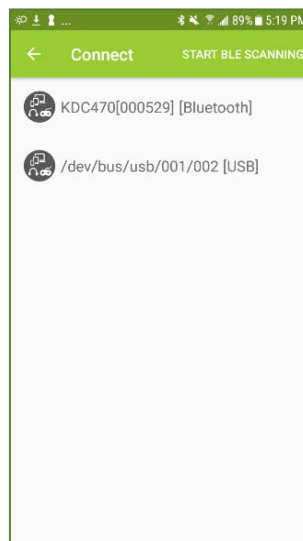 ... 89% 5:19 PM
Connect START BLE SCANNING
KDC470[000529] [Bluetooth]
/dev/bus/usb/001/002 [USB]